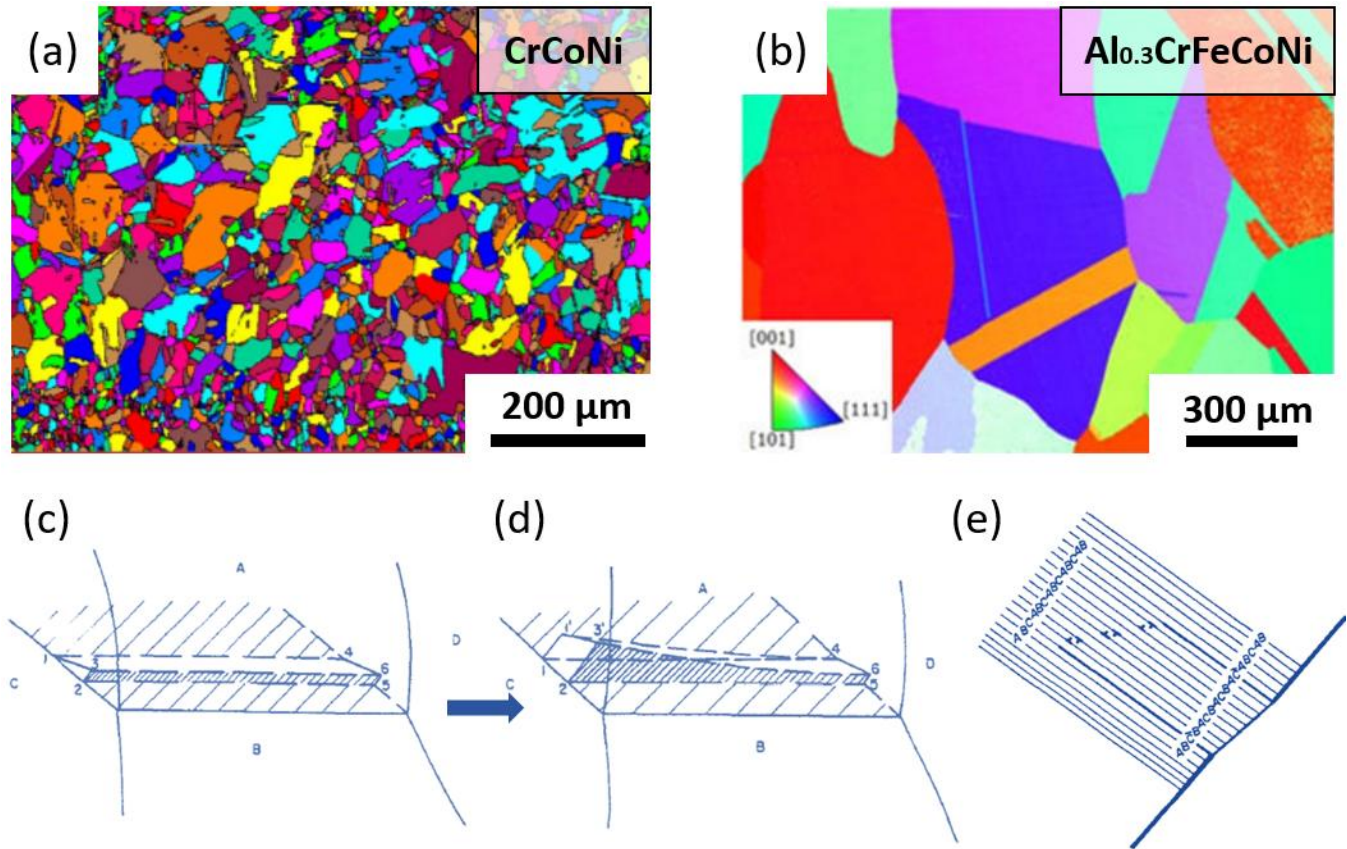 (a)
CrCoNi
200 µm
(b)
Al0.3CrFeCoNi
[001]
[111]
[101]
300 µm
(c)
A
1
3
4
D
C
2
6
5
B
(d)
A
1'
3'
1
4
D
C
2
6
5
B
(e)